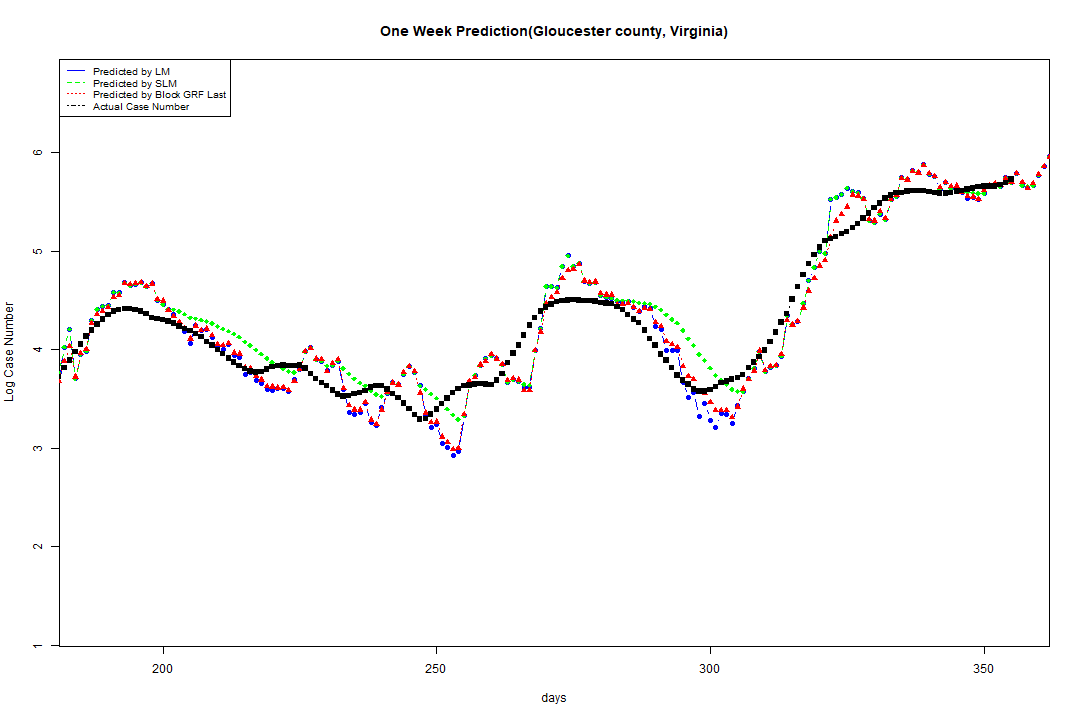 One Week Prediction(Gloucester county, Virginia)
Predicted by LM
Predicted by SLM
Predicted by Block GRF Last
Actual Case Number
6
5
4
3
2
1
Log Case Number
200 250 300 350
days